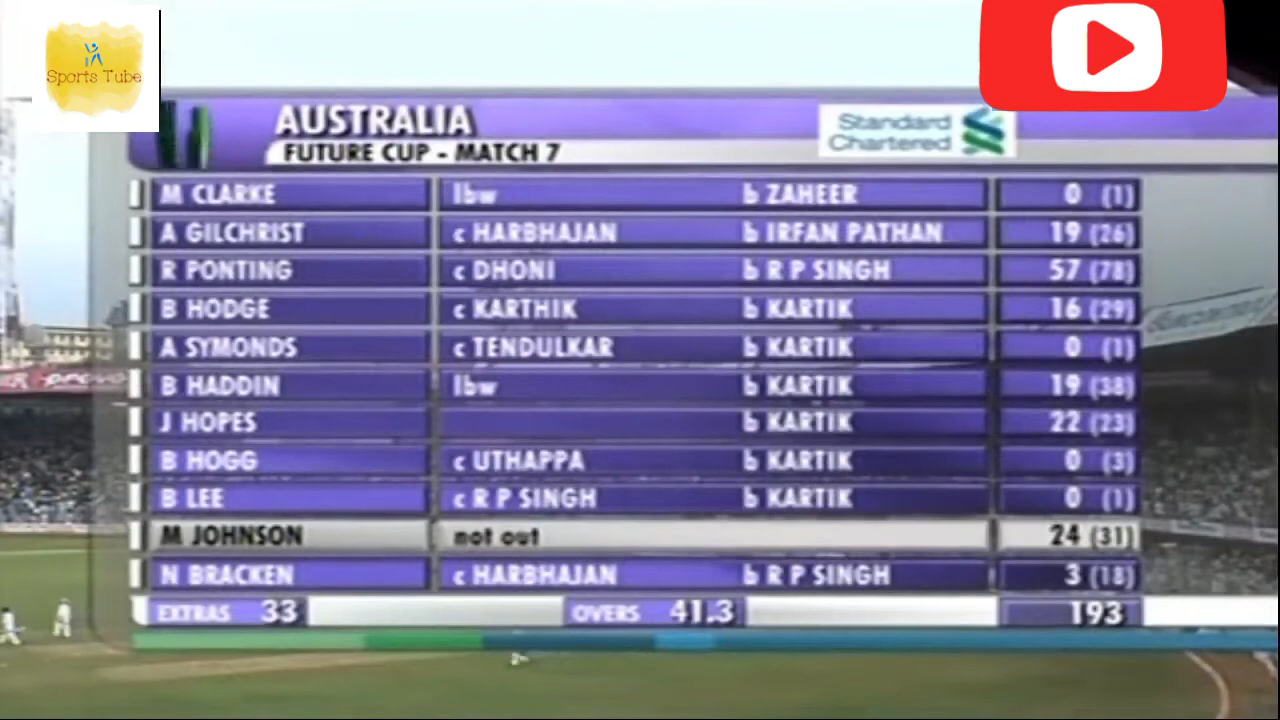 Sports Tube
AUSTRALIA
FUTURE CUP - MATCH 7
Standard
Chartered
M CLARKE lbw b ZAHEER 0 (1)
A GILCHRIST c HARBHAJAN b IRFAN PATHAN 19 (26)
R PONTING c DHONI b R P SINGH 57 (78)
B HODGE c KARTHIK b KARTIK 16 (29)
A SYMONDS c TENDULKAR b KARTIK 0 (1)
B HADDIN lbw b KARTIK 19 (38)
J HOPES b KARTIK 22 (23)
B HOGG c UTHAPPA b KARTIK 0 (3)
B LEE c R P SINGH b KARTIK 0 (1)
M JOHNSON not out 24 (31)
N BRACKEN c HARBHAJAN b R P SINGH 3 (18)
EXTRAS 33 OVERS 41.3 193